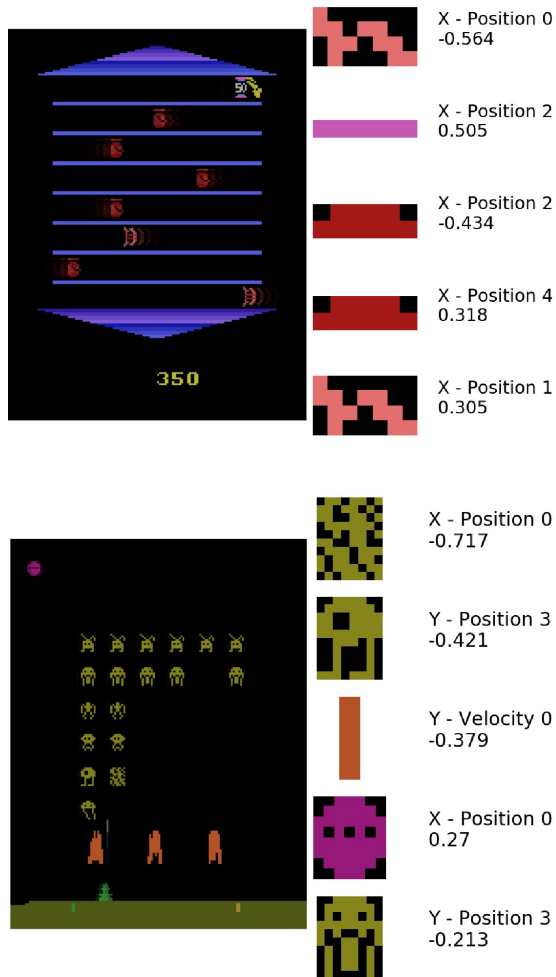 X - Position 0
-0.564
50
X - Position 2
0.505
X - Position 2
-0.434
X - Position 4
0.318
X - Position 1
0.305
350
X - Position 0
-0.717
Y - Position 3
-0.421
Y - Velocity 0
-0.379
X - Position 0
0.27
Y - Position 3
-0.213